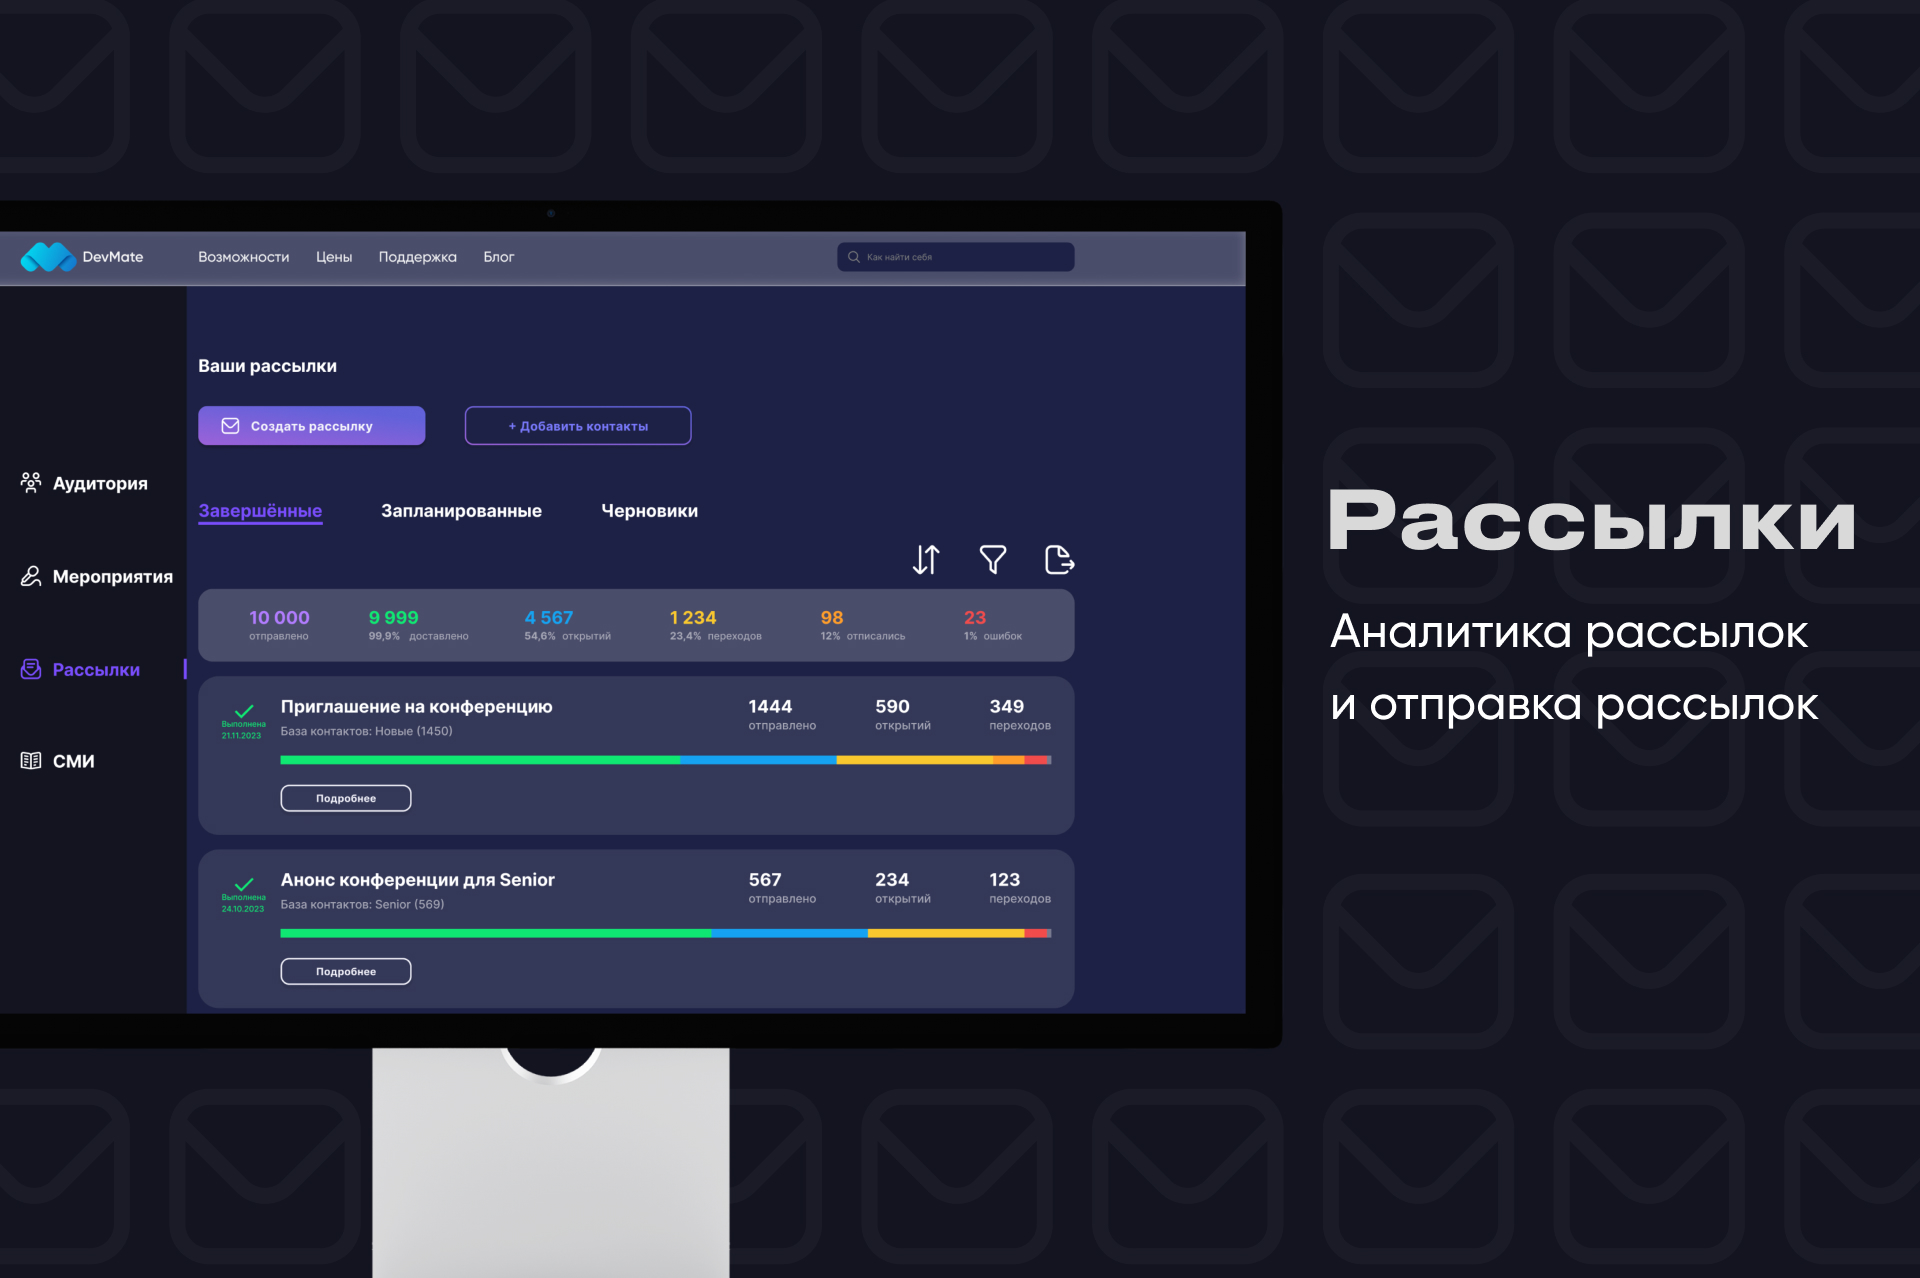 DevMate
Возможности Цены Поддержка Блог
Как найти себя
Ваши рассылки
Создать рассылку
+ Добавить контакты
Аудитория
Мероприятия
Рассылки
СМИ
Завершённые Запланированные Черновики
10 000 9 999 4 567 1 234 98 23
отправлено 99,9% доставлено 54,6% открытий 23,4% переходов 12% отписались 1% ошибок
Приглашение на конференцию
База контактов: Новые (1450)
Выполнена
21.11.2023
1444 590 349
отправлено открытий переходов
Подробнее
Анонс конференции для Senior
База контактов: Senior (569)
Выполнена
24.10.2023
567 234 123
отправлено открытий переходов
Подробнее
Рассылки
Аналитика рассылок
и отправка рассылок